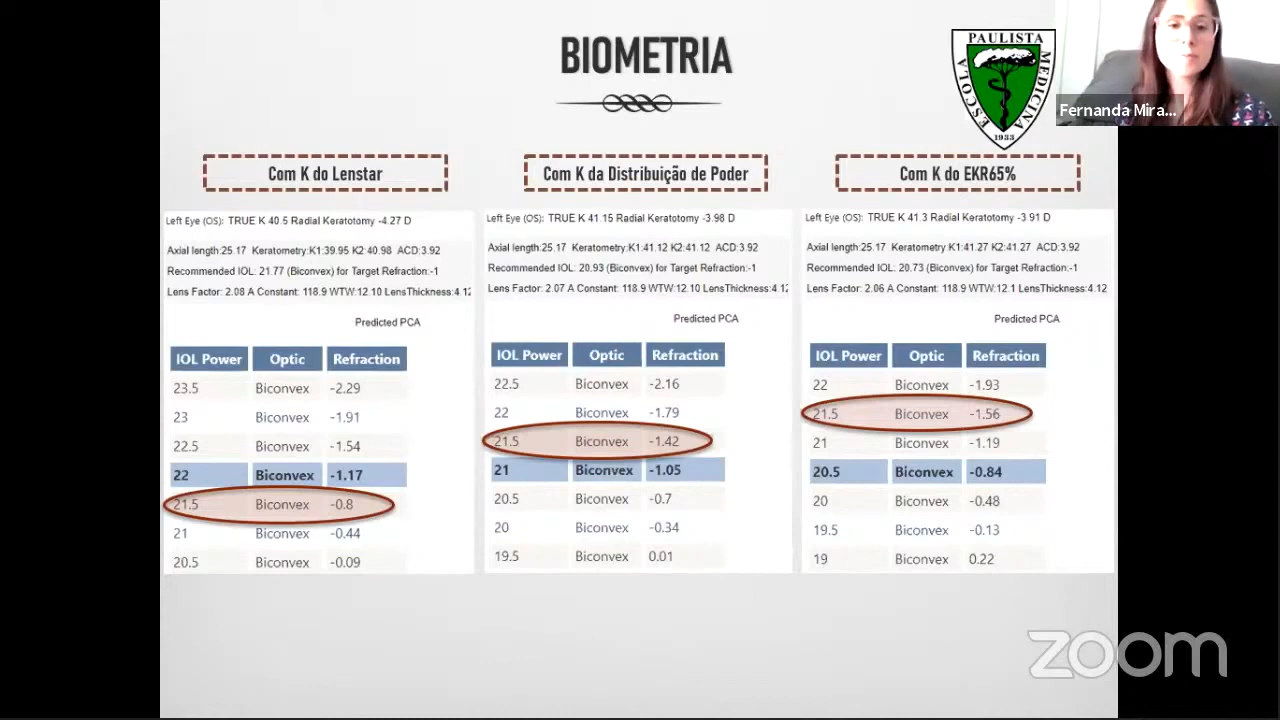 BIOMETRIA
PAULISTA
ESCOLA
MEDICINA
1933
Fernanda Mira...
Com K do Lenstar
Left Eye (OS): TRUE K 40.5 Radial Keratotomy -4.27 D
Axial length:25.17 Keratometry:K1:39.95 K2:40.98 ACD:3.92
Recommended IOL: 21.77 (Biconvex) for Target Refraction:-1
Lens Factor: 2.08 A Constant: 118.9 WTW:12.10 LensThickness:4.12
Predicted PCA
IOL Power Optic Refraction
23.5 Biconvex -2.29
23 Biconvex -1.91
22.5 Biconvex -1.54
22 Biconvex -1.17
21.5 Biconvex -0.8
21 Biconvex -0.44
20.5 Biconvex -0.09
Com K da Distribuição de Poder
Left Eye (OS): TRUE K 41.15 Radial Keratotomy -3.98 D
Axial length:25.17 Keratometry:K1:41.12 K2:41.12 ACD:3.92
Recommended IOL: 20.93 (Biconvex) for Target Refraction:-1
Lens Factor: 2.07 A Constant: 118.9 WTW:12.10 LensThickness:4.12
Predicted PCA
IOL Power Optic Refraction
22.5 Biconvex -2.16
22 Biconvex -1.79
21.5 Biconvex -1.42
21 Biconvex -1.05
20.5 Biconvex -0.7
20 Biconvex -0.34
19.5 Biconvex 0.01
Com K do EKR65%
Left Eye (OS): TRUE K 41.3 Radial Keratotomy -3.91 D
Axial length:25.17 Keratometry:K1:41.27 K2:41.27 ACD:3.92
Recommended IOL: 20.73 (Biconvex) for Target Refraction:-1
Lens Factor: 2.06 A Constant: 118.9 WTW:12.1 LensThickness:4.12
Predicted PCA
IOL Power Optic Refraction
22 Biconvex -1.93
21.5 Biconvex -1.56
21 Biconvex -1.19
20.5 Biconvex -0.84
20 Biconvex -0.48
19.5 Biconvex -0.13
19 Biconvex 0.22
zoom